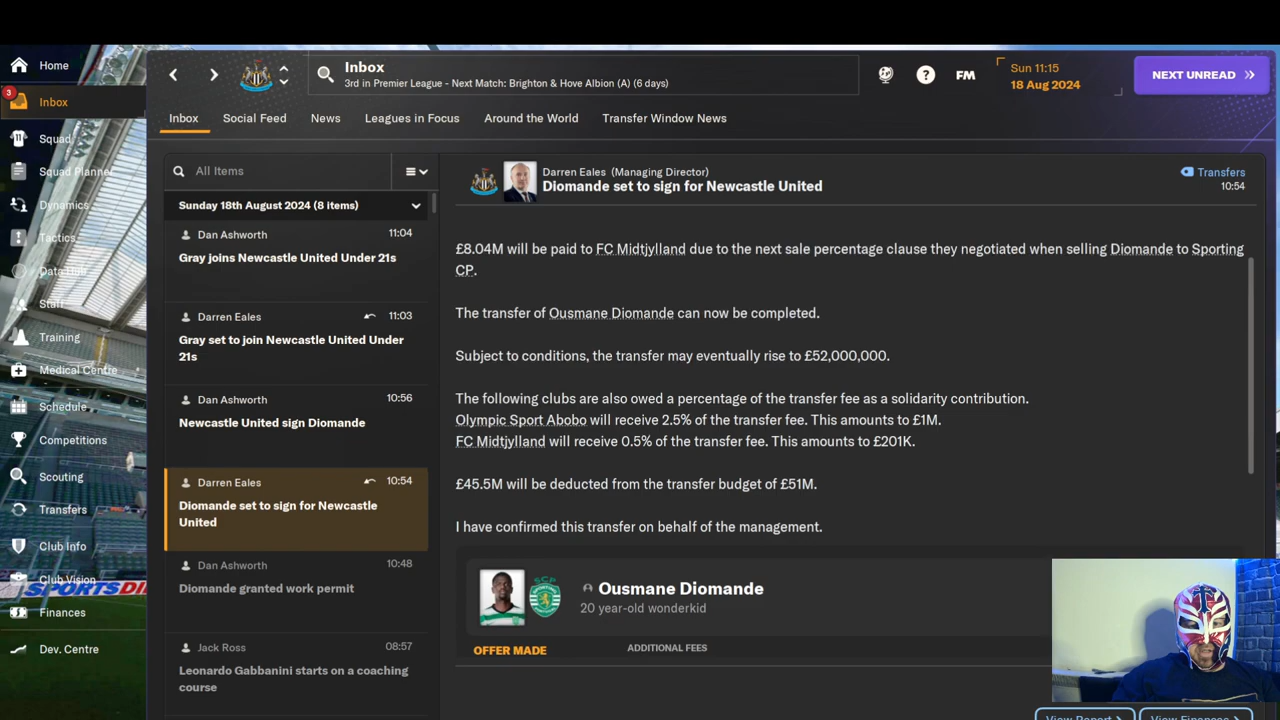 Home
3
Inbox
Squad
Squad Planner
Dynamics
Tactics
Data Hub
Staff
Training
Medical Centre
Schedule
Competitions
Scouting
Transfers
Club Info
Club Vision
SPORTS DI
Finances
Dev. Centre
Inbox
3rd in Premier League - Next Match: Brighton & Hove Albion (A) (6 days)
?
FM
Sun 11:15
18 Aug 2024
NEXT UNREAD
Inbox
Social Feed
News
Leagues in Focus
Around the World
Transfer Window News
All Items
Sunday 18th August 2024 (8 items)
Dan Ashworth 11:04
Gray joins Newcastle United Under 21s
Darren Eales 11:03
Gray set to join Newcastle United Under
21s
Dan Ashworth 10:56
Newcastle United sign Diomande
Darren Eales 10:54
Diomande set to sign for Newcastle
United
Dan Ashworth 10:48
Diomande granted work permit
Jack Ross 08:57
Leonardo Gabbanini starts on a coaching
course
Darren Eales (Managing Director)
Diomande set to sign for Newcastle United
Transfers
10:54
£8.04M will be paid to FC Midtjylland due to the next sale percentage clause they negotiated when selling Diomande to Sporting
CP.
The transfer of Ousmane Diomande can now be completed.
Subject to conditions, the transfer may eventually rise to £52,000,000.
The following clubs are also owed a percentage of the transfer fee as a solidarity contribution.
Olympic Sport Abobo will receive 2.5% of the transfer fee. This amounts to £1M.
FC Midtjylland will receive 0.5% of the transfer fee. This amounts to £201K.
£45.5M will be deducted from the transfer budget of £51M.
I have confirmed this transfer on behalf of the management.
Ousmane Diomande
20 year-old wonderkid
OFFER MADE
ADDITIONAL FEES
View Report
View Finances